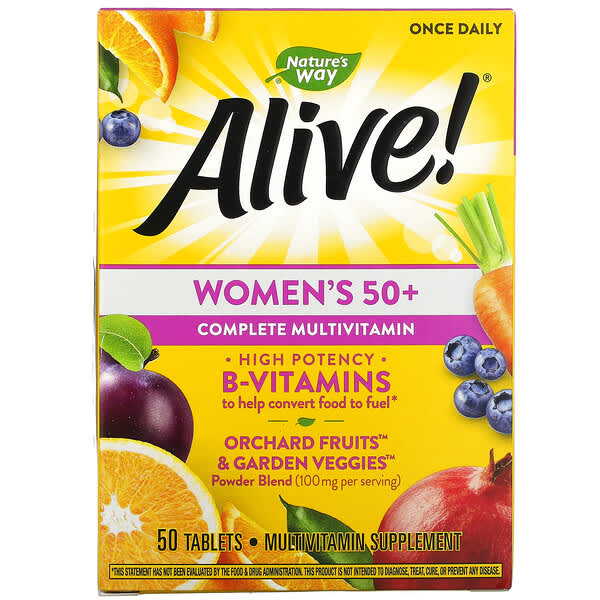 ONCE DAILY
Nature's
Way
Alive!®
WOMEN'S 50+
COMPLETE MULTIVITAMIN
• HIGH POTENCY •
B-VITAMINS
to help convert food to fuel*
ORCHARD FRUITS™
& GARDEN VEGGIES™
Powder Blend (100 mg per serving)
50 TABLETS • MULTIVITAMIN SUPPLEMENT
*THIS STATEMENT HAS NOT BEEN EVALUATED BY THE FOOD & DRUG ADMINISTRATION. THIS PRODUCT IS NOT INTENDED TO DIAGNOSE, TREAT, CURE, OR PREVENT ANY DISEASE.